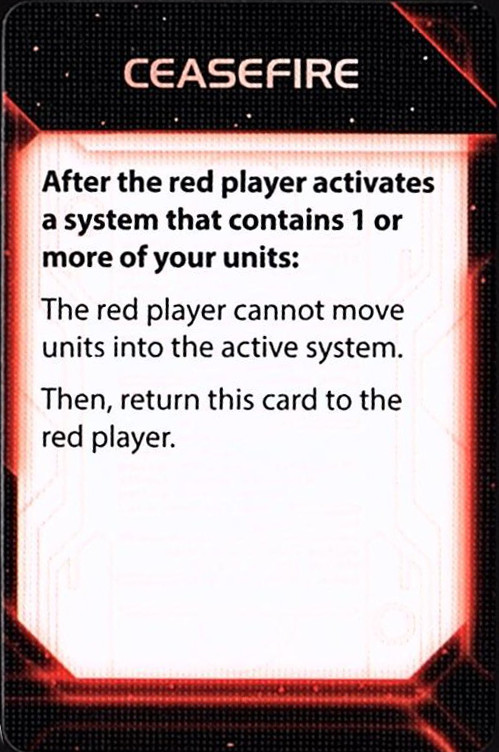 CEASEFIRE
After the red player activates
a system that contains 1 or
more of your units:
The red player cannot move
units into the active system.
Then, return this card to the
red player.